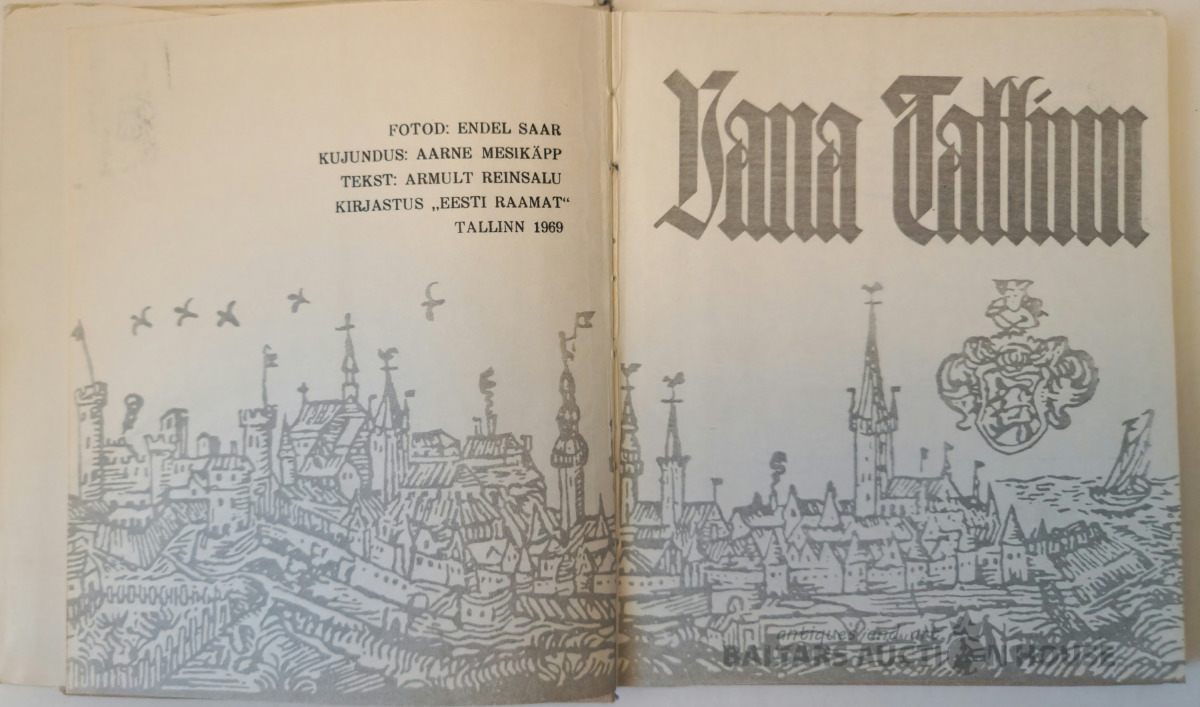 FOTOD: ENDEL SAAR
KUJUNDUS: AARNE MESIKÄPP
TEKST: ARMULT REINSALU
KIRJASTUS „EESTI RAAMAT“
TALLINN 1969
Vana Tallinn
antiques and art
BALTARS AUCTION HOUSE